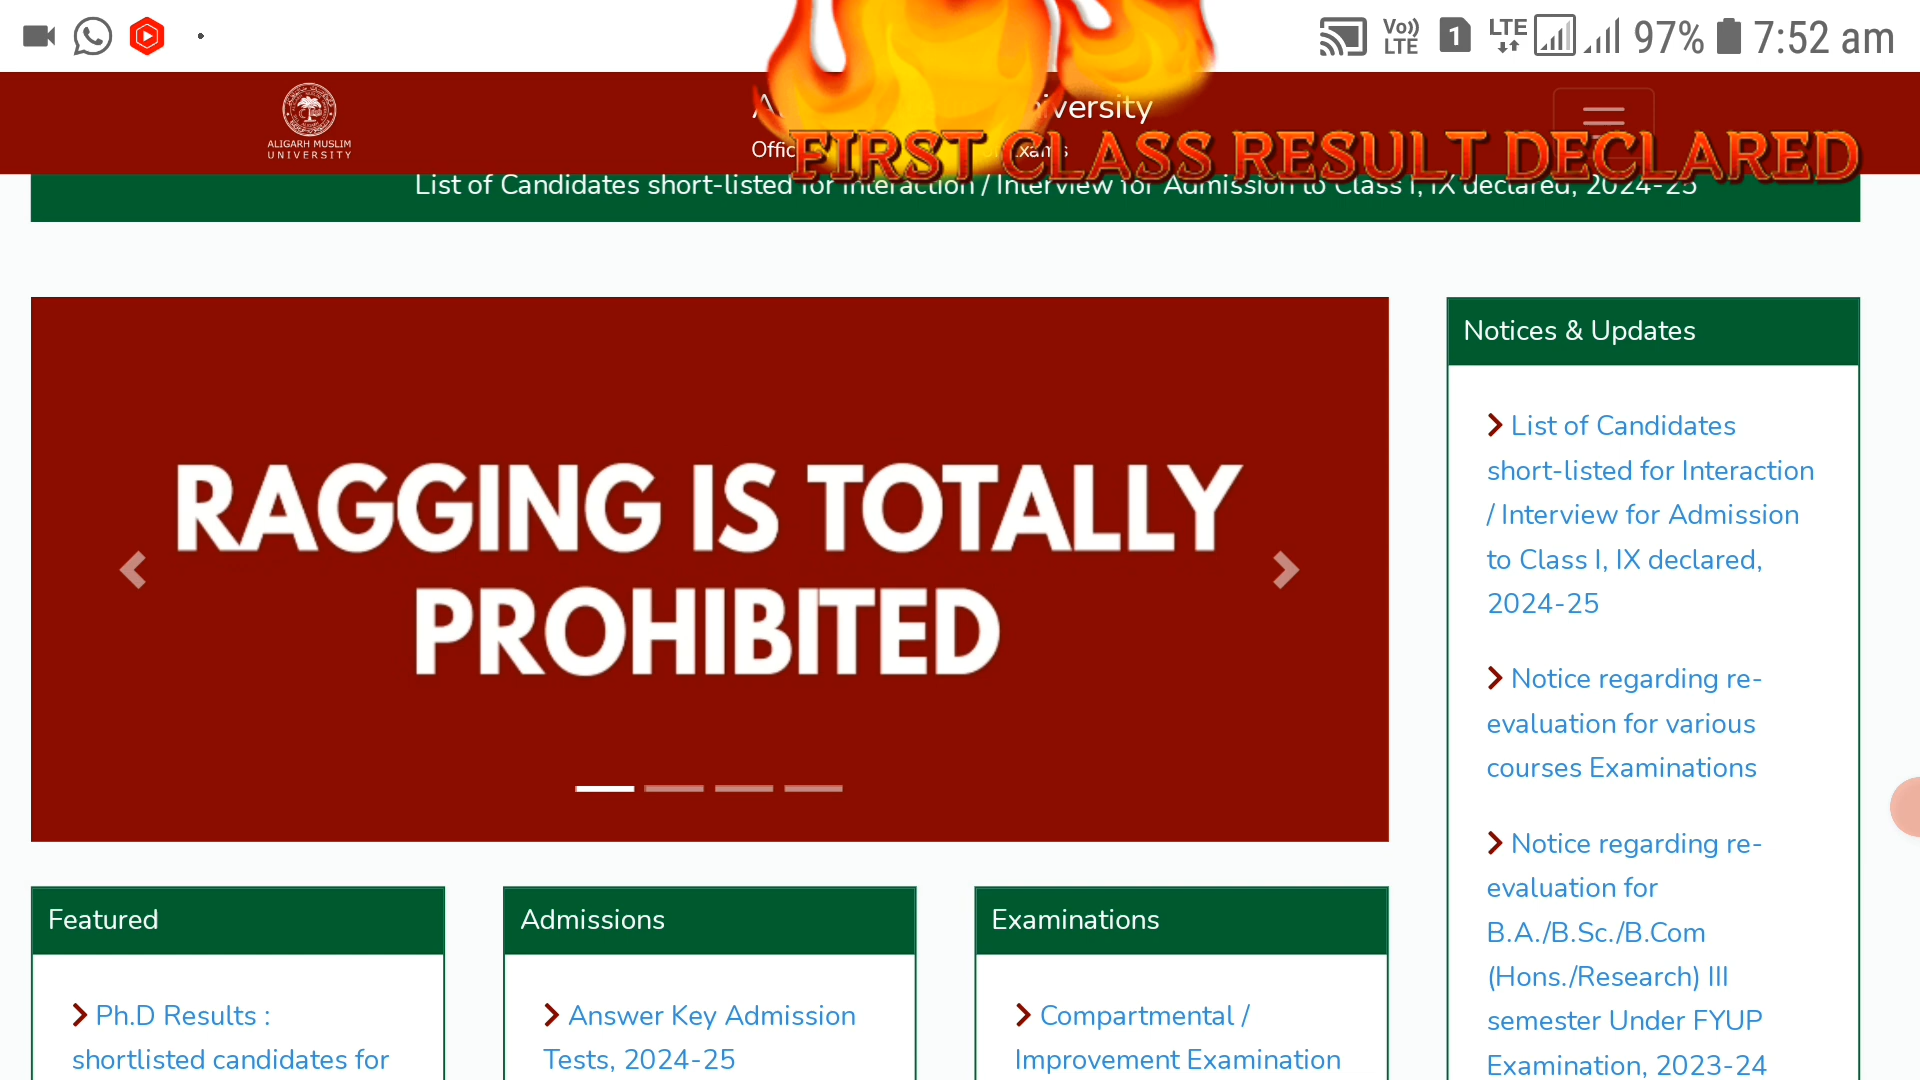 Vo)) LTE 1 LTE 97% 7:52 am
ALIGARH MUSLIM
UNIVERSITY
FIRST CLASS RESULT DECLARED
List of Candidates short-listed for Interaction / Interview for Admission to Class I, IX declared, 2024-25
RAGGING IS TOTALLY
PROHIBITED
Notices & Updates
List of Candidates
short-listed for Interaction
/ Interview for Admission
to Class I, IX declared,
2024-25
Notice regarding re-
evaluation for various
courses Examinations
Notice regarding re-
evaluation for
B.A./B.Sc./B.Com
(Hons./Research) III
semester Under FYUP
Examination, 2023-24
Featured
Ph.D Results :
shortlisted candidates for
Admissions
Answer Key Admission
Tests, 2024-25
Examinations
Compartmental /
Improvement Examination